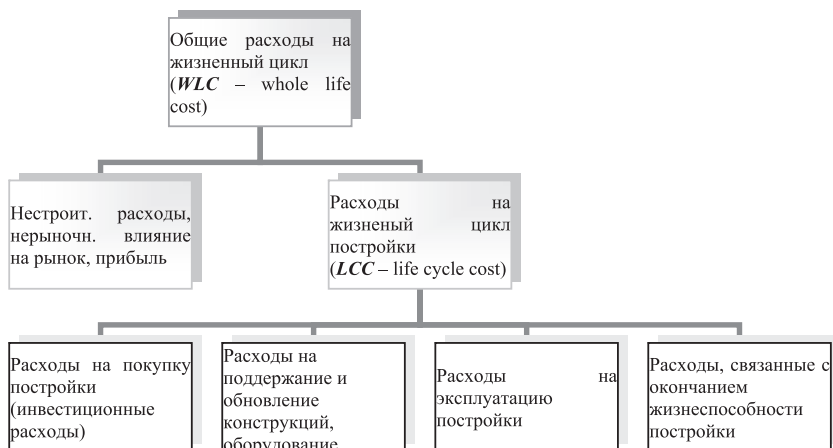 Общие расходы на
жизненный цикл
(WLC – whole life
cost)
Нестроит. расходы,
нерыночн. влияние
на рынок, прибыль
Расходы на
жизненый цикл
постройки
(LCC – life cycle cost)
Расходы на покупку
постройки
(инвестиционные
расходы)
Расходы на
поддержание и
обновление
конструкций,
оборудование
Расходы на
эксплуатацию
постройки
Расходы, связанные с
окончанием
жизнеспособности
постройки